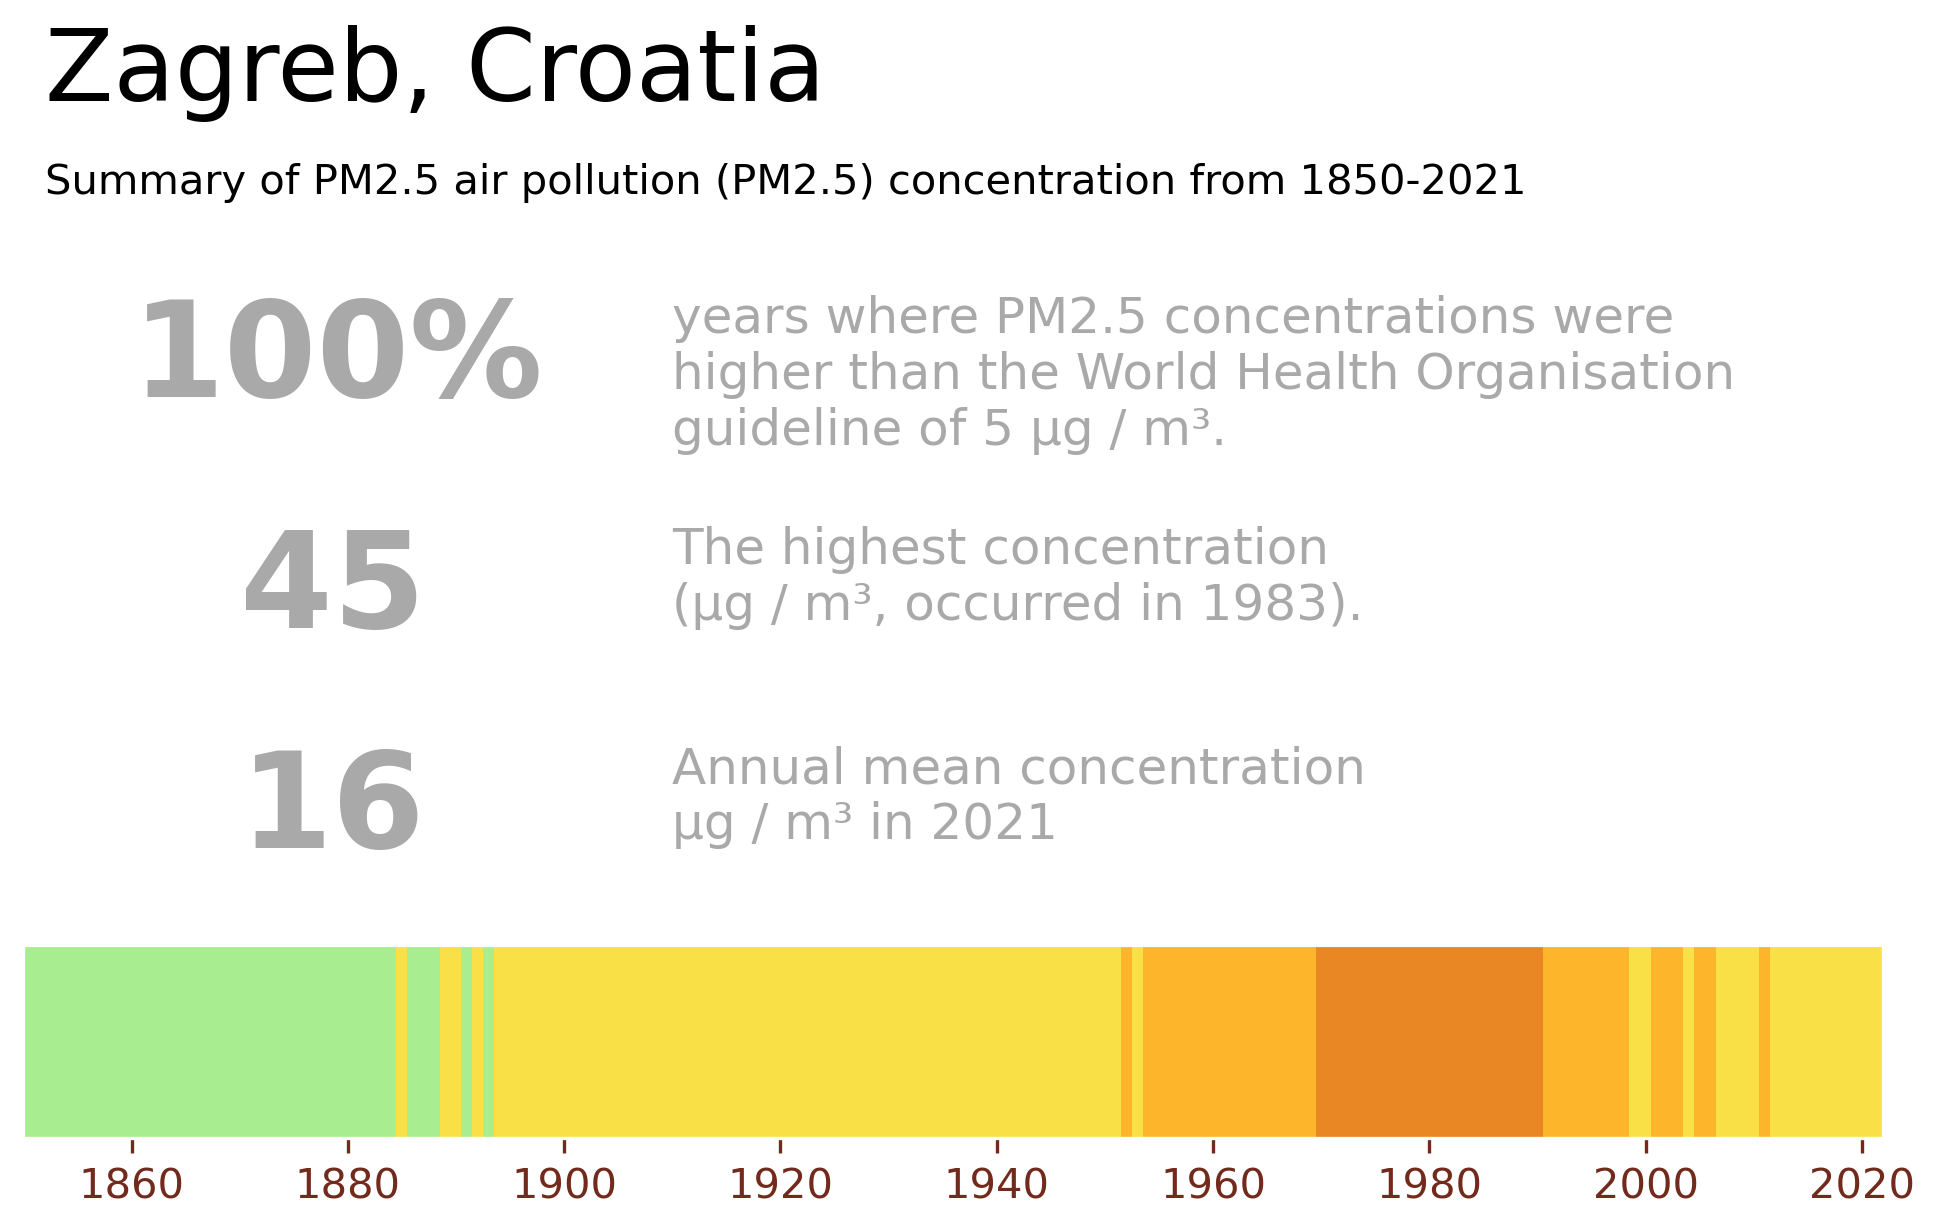 Zagreb, Croatia
Summary of PM2.5 air pollution (PM2.5) concentration from 1850-2021
100%
years where PM2.5 concentrations were
higher than the World Health Organisation
guideline of 5 µg / m³.
45
The highest concentration
(µg / m³, occurred in 1983).
16
Annual mean concentration
µg / m³ in 2021
1860 1880 1900 1920 1940 1960 1980 2000 2020